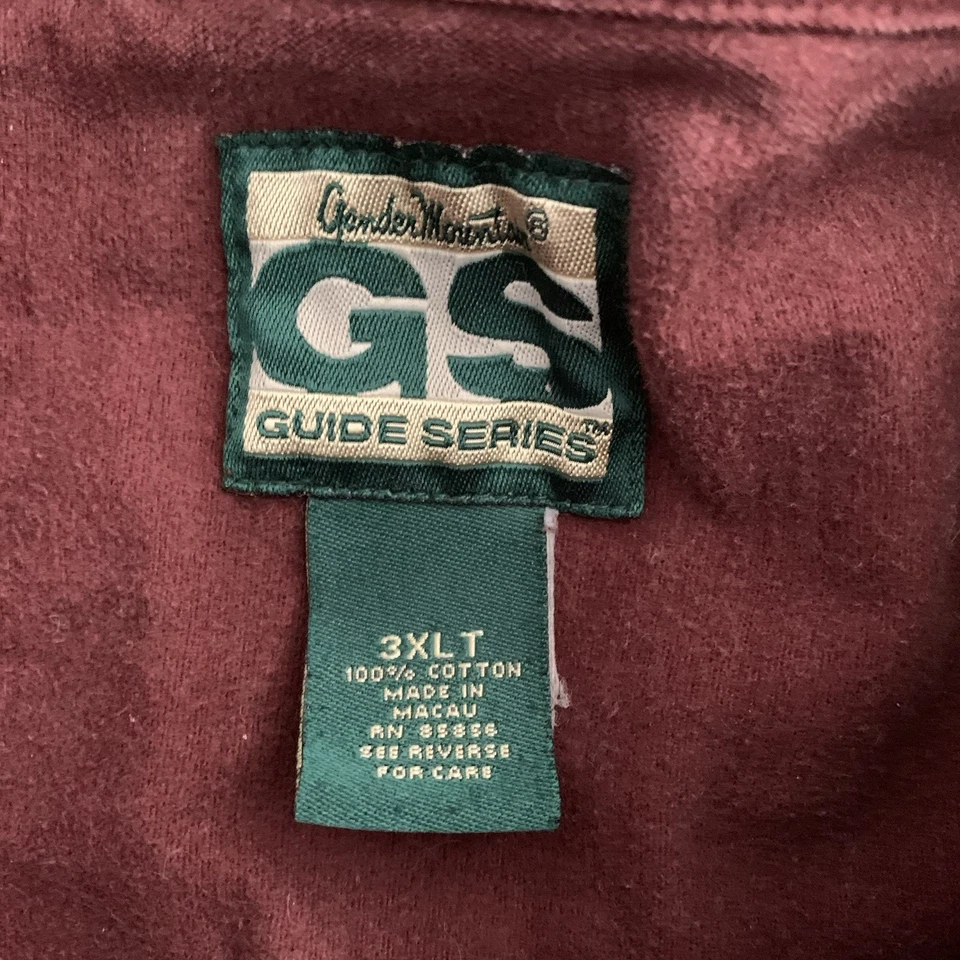 Gander Mountain®
GS
GUIDE SERIES™
3XLT
100% COTTON
MADE IN
MACAU
RN 85856
SEE REVERSE
FOR CARE